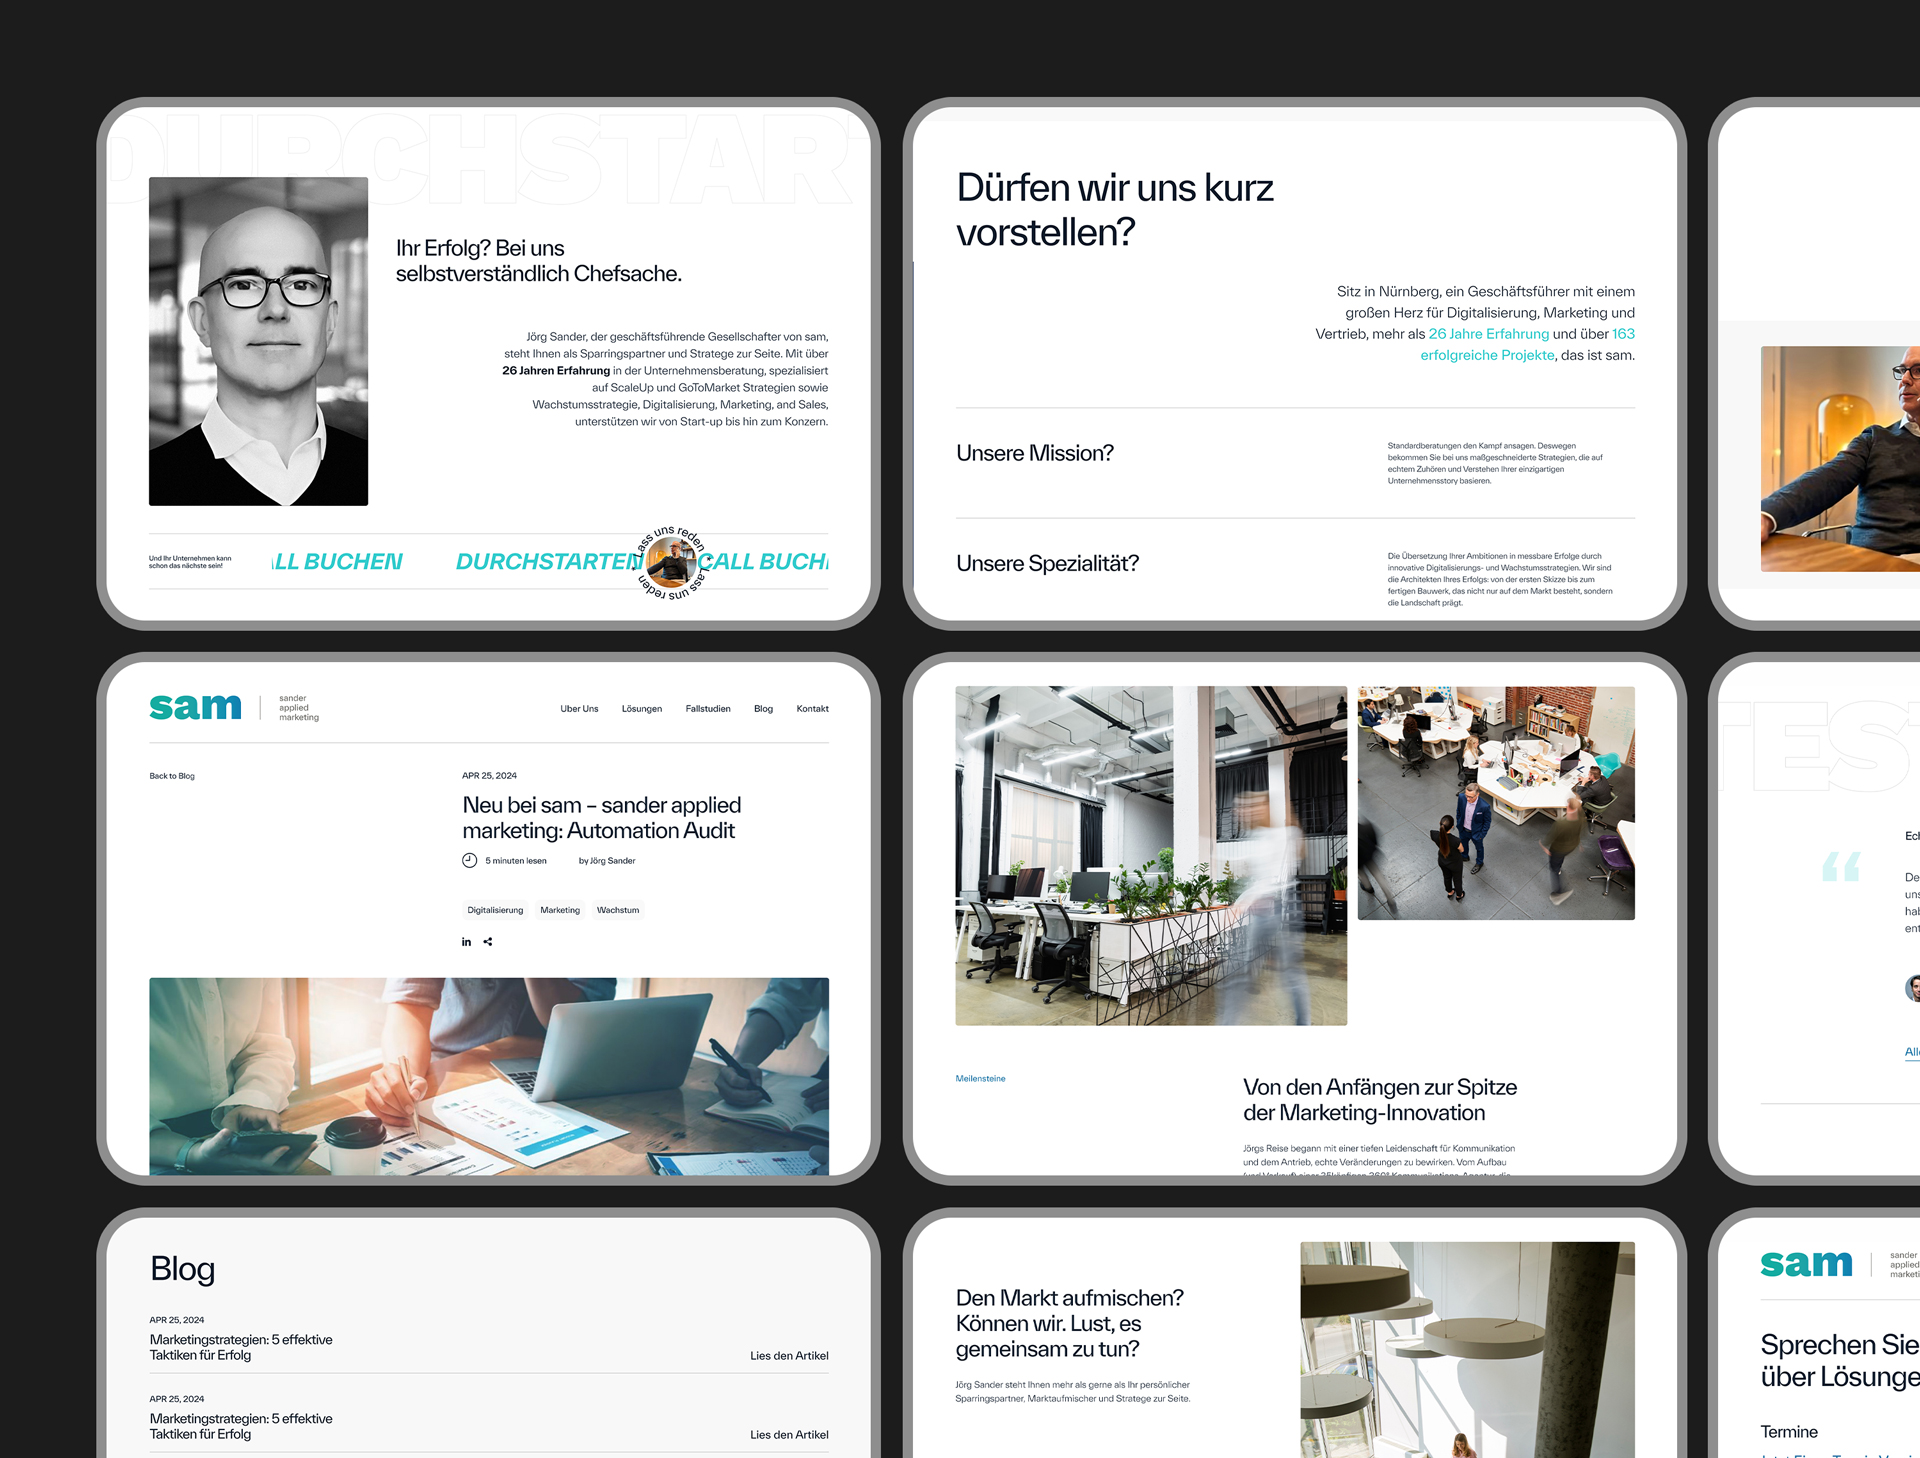 DURCHSTAR
Ihr Erfolg? Bei uns
selbstverständlich Chefsache.
Jörg Sander, der geschäftsführende Gesellschafter von sam,
steht Ihnen als Sparringspartner und Stratege zur Seite. Mit über
26 Jahren Erfahrung in der Unternehmensberatung, spezialisiert
auf ScaleUp und GoToMarket Strategien sowie
Wachstumsstrategie, Digitalisierung, Marketing, and Sales,
unterstützen wir von Start-up bis hin zum Konzern.
Und Ihr Unternehmen kann
schon das nächste sein!
ALL BUCHEN
DURCHSTARTEN
CALL BUCH
Lass uns reden * Lass uns reden *
Dürfen wir uns kurz
vorstellen?
Sitz in Nürnberg, ein Geschäftsführer mit einem
großen Herz für Digitalisierung, Marketing und
Vertrieb, mehr als 26 Jahre Erfahrung und über 163
erfolgreiche Projekte, das ist sam.
Unsere Mission?
Standardberatungen den Kampf ansagen. Deswegen
bekommen Sie bei uns maßgeschneiderte Strategien, die auf
echtem Zuhören und Verstehen Ihrer einzigartigen
Unternehmensstory basieren.
Unsere Spezialität?
Die Übersetzung Ihrer Ambitionen in messbare Erfolge durch
innovative Digitalisierungs- und Wachstumsstrategien. Wir sind
die Architekten Ihres Erfolgs: von der ersten Skizze bis zum
fertigen Bauwerk, das nicht nur auf dem Markt besteht, sondern
die Landschaft prägt.
sam
sander
applied
marketing
Uber Uns
Lösungen
Fallstudien
Blog
Kontakt
Back to Blog
APR 25, 2024
Neu bei sam – sander applied
marketing: Automation Audit
5 minuten lesen
by Jörg Sander
Digitalisierung
Marketing
Wachstum
in
Meilensteine
Von den Anfängen zur Spitze
der Marketing-Innovation
Jörgs Reise begann mit einer tiefen Leidenschaft für Kommunikation
und dem Antrieb, echte Veränderungen zu bewirken. Vom Aufbau
(und Verkauf) einer 35köpfigen 360° Kommunikations-Agentur, die
TES
“
Ech
De
uns
hab
ent
Alle
Blog
APR 25, 2024
Marketingstrategien: 5 effektive
Taktiken für Erfolg
Lies den Artikel
APR 25, 2024
Marketingstrategien: 5 effektive
Taktiken für Erfolg
Lies den Artikel
Den Markt aufmischen?
Können wir. Lust, es
gemeinsam zu tun?
Jörg Sander steht Ihnen mehr als gerne als Ihr persönlicher
Sparringspartner, Marktaufmischer und Stratege zur Seite.
sam
sander
applied
marketi
Sprechen Sie
über Lösunge
Termine